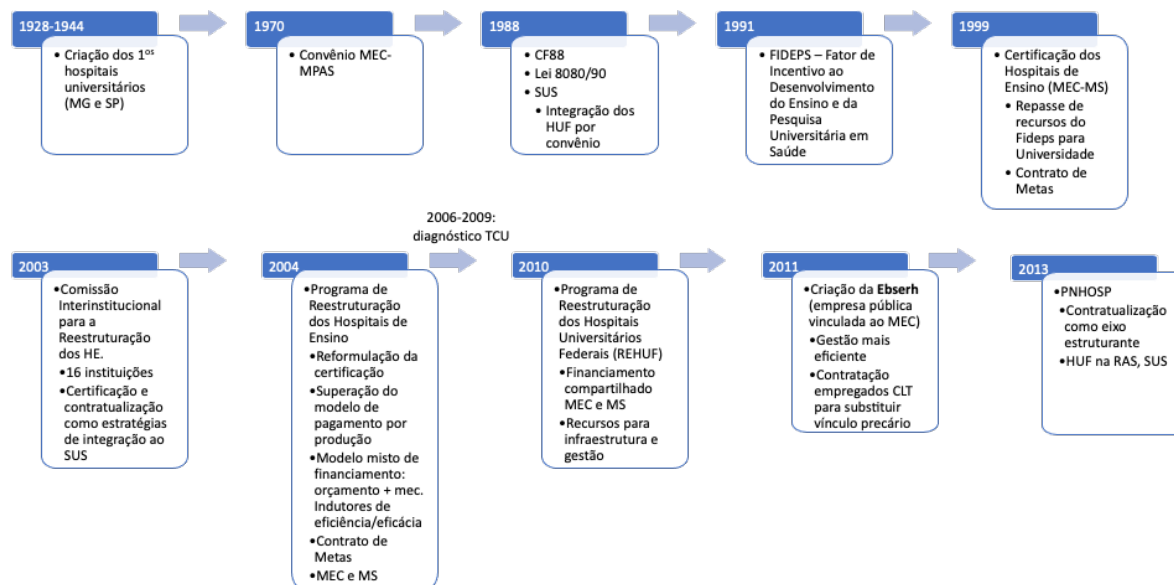 1928-1944
• Criação dos 1ºˢ
hospitais
universitários
(MG e SP)
1970
• Convênio MEC-
MPAS
1988
• CF88
• Lei 8080/90
• SUS
• Integração dos
HUF por
convênio
1991
• FIDEPS – Fator de
Incentivo ao
Desenvolvimento
do Ensino e da
Pesquisa
Universitária em
Saúde
1999
• Certificação dos
Hospitais de
Ensino (MEC-MS)
• Repasse de
recursos do
Fideps para
Universidade
• Contrato de
Metas
2003
•Comissão
Interinstitucional
para a
Reestruturação
dos HE.
•16 instituições
•Certificação e
contratualização
como estratégias
de integração ao
SUS
2004
•Programa de
Reestruturação
dos Hospitais de
Ensino
•Reformulação da
certificação
•Superação do
modelo de
pagamento por
produção
•Modelo misto de
financiamento:
orçamento + mec.
Indutores de
eficiência/eficácia
•Contrato de
Metas
•MEC e MS
2006-2009:
diagnóstico TCU
2010
•Programa de
Reestruturação
dos Hospitais
Universitários
Federais (REHUF)
•Financiamento
compartilhado
MEC e MS
•Recursos para
infraestrutura e
gestão
2011
•Criação da Ebserh
(empresa pública
vinculada ao MEC)
•Gestão mais
eficiente
•Contratação
empregados CLT
para substituir
vínculo precário
2013
•PNHOSP
•Contratualização
como eixo
estruturante
•HUF na RAS, SUS